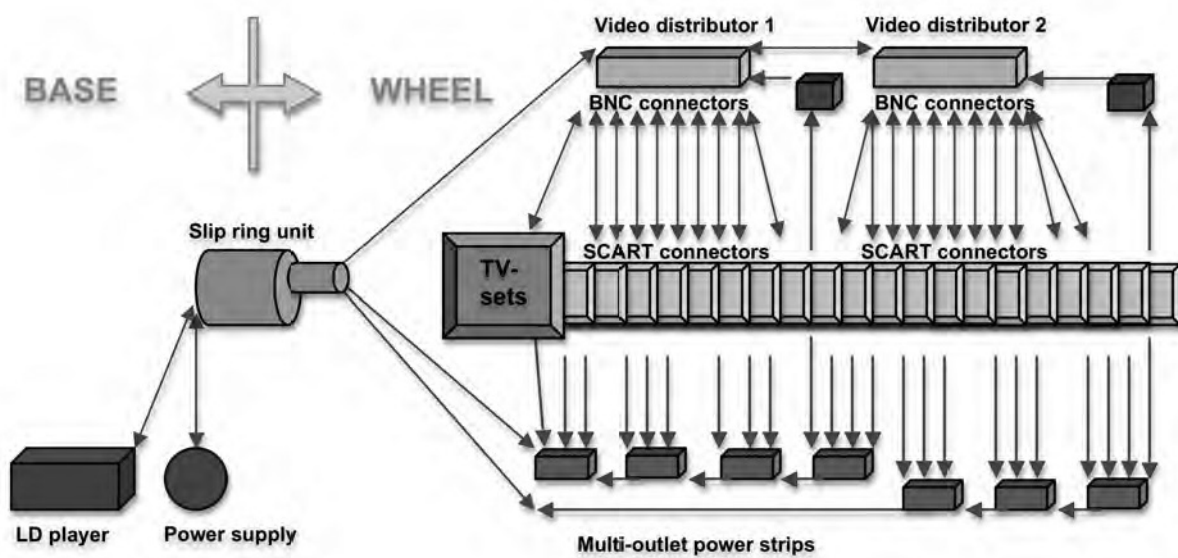 Video distributor 1
Video distributor 2
BASE
WHEEL
BNC connectors
BNC connectors
Slip ring unit
SCART connectors
SCART connectors
TV-
sets
LD player
Power supply
Multi-outlet power strips